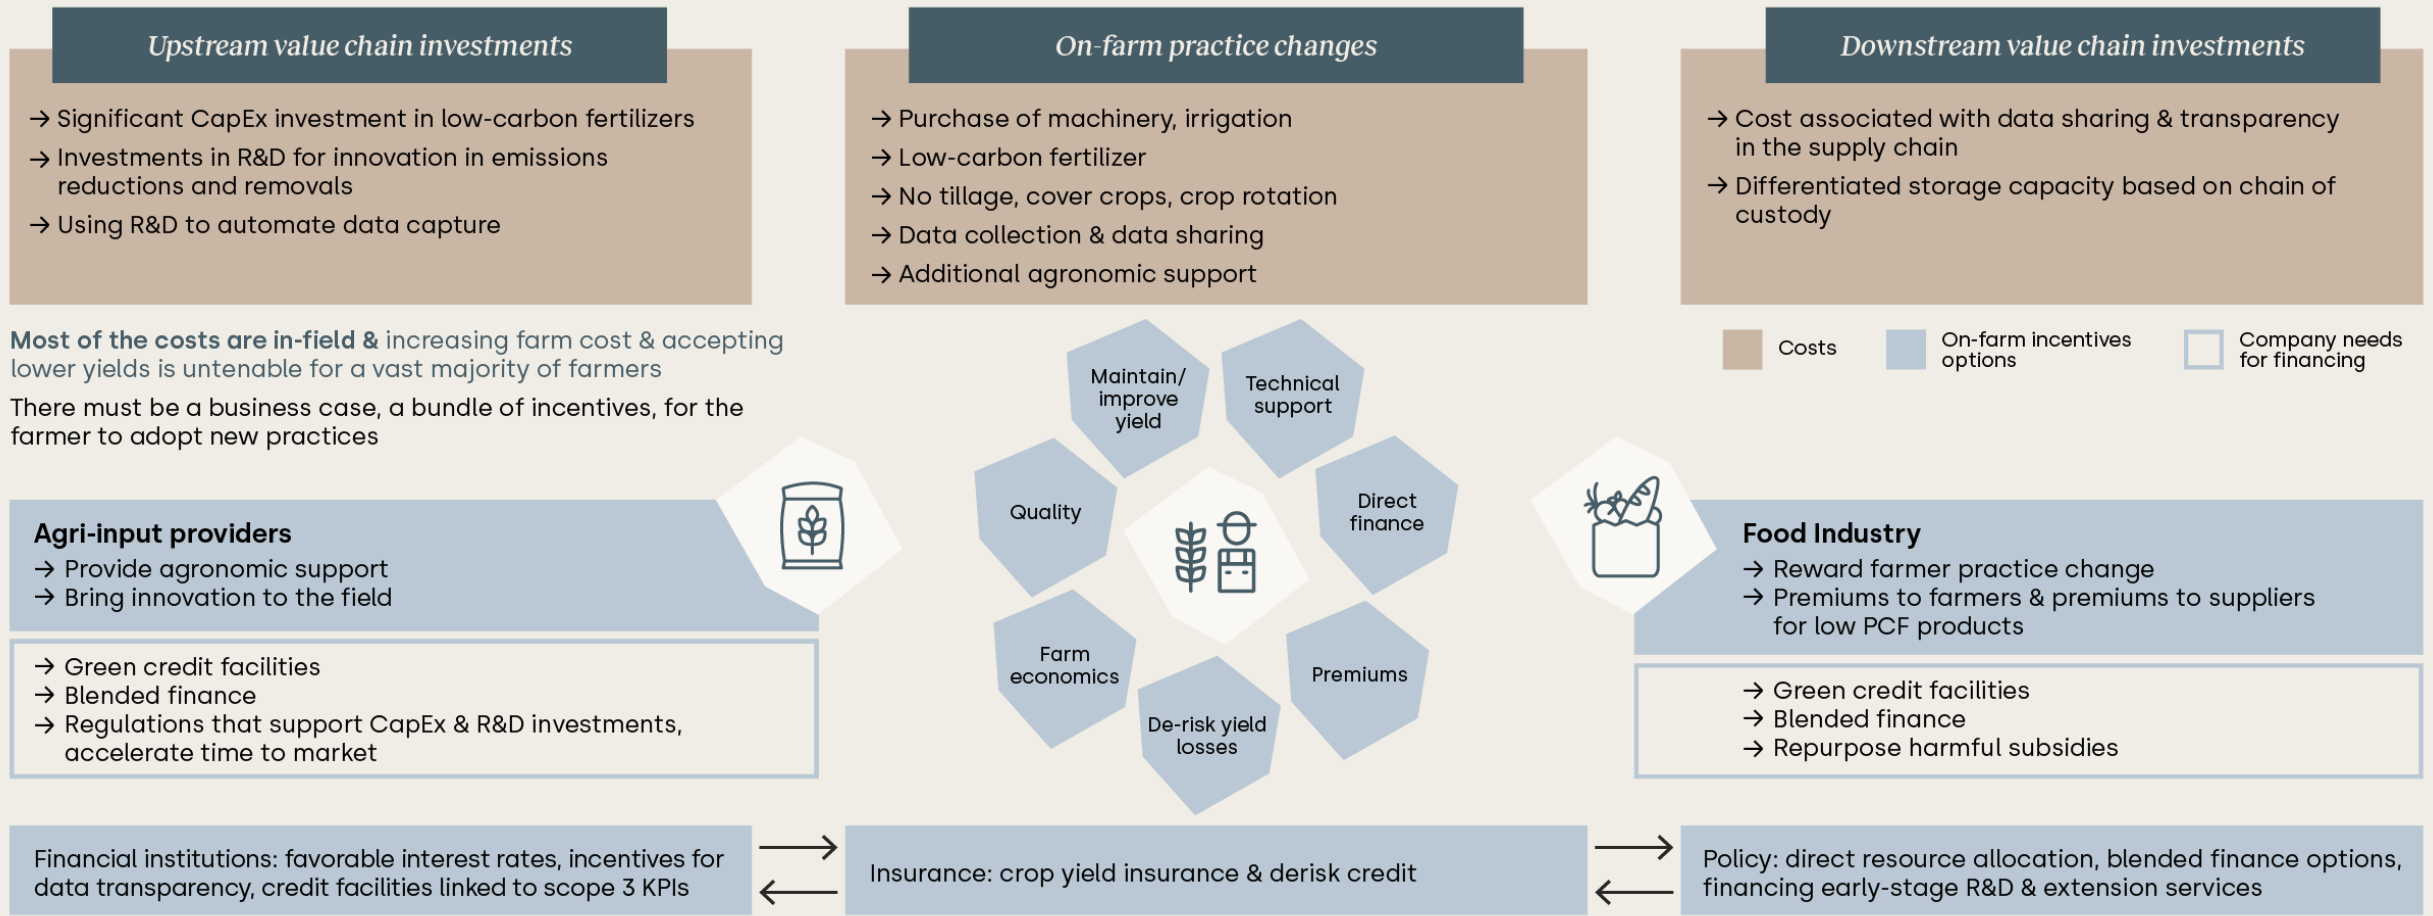 Upstream value chain investments
→ Significant CapEx investment in low-carbon fertilizers
→ Investments in R&D for innovation in emissions
reductions and removals
→ Using R&D to automate data capture
On-farm practice changes
→ Purchase of machinery, irrigation
→ Low-carbon fertilizer
→ No tillage, cover crops, crop rotation
→ Data collection & data sharing
→ Additional agronomic support
Downstream value chain investments
→ Cost associated with data sharing & transparency
in the supply chain
→ Differentiated storage capacity based on chain of
custody
Most of the costs are in-field & increasing farm cost & accepting
lower yields is untenable for a vast majority of farmers
There must be a business case, a bundle of incentives, for the
farmer to adopt new practices
Costs
On-farm incentives
options
Company needs
for financing
Maintain/
improve
yield
Technical
support
Quality
Direct
finance
Farm
economics
Premiums
De-risk yield
losses
Agri-input providers
→ Provide agronomic support
→ Bring innovation to the field
→ Green credit facilities
→ Blended finance
→ Regulations that support CapEx & R&D investments,
accelerate time to market
Food Industry
→ Reward farmer practice change
→ Premiums to farmers & premiums to suppliers
for low PCF products
→ Green credit facilities
→ Blended finance
→ Repurpose harmful subsidies
Financial institutions: favorable interest rates, incentives for
data transparency, credit facilities linked to scope 3 KPIs
Insurance: crop yield insurance & derisk credit
Policy: direct resource allocation, blended finance options,
financing early-stage R&D & extension services